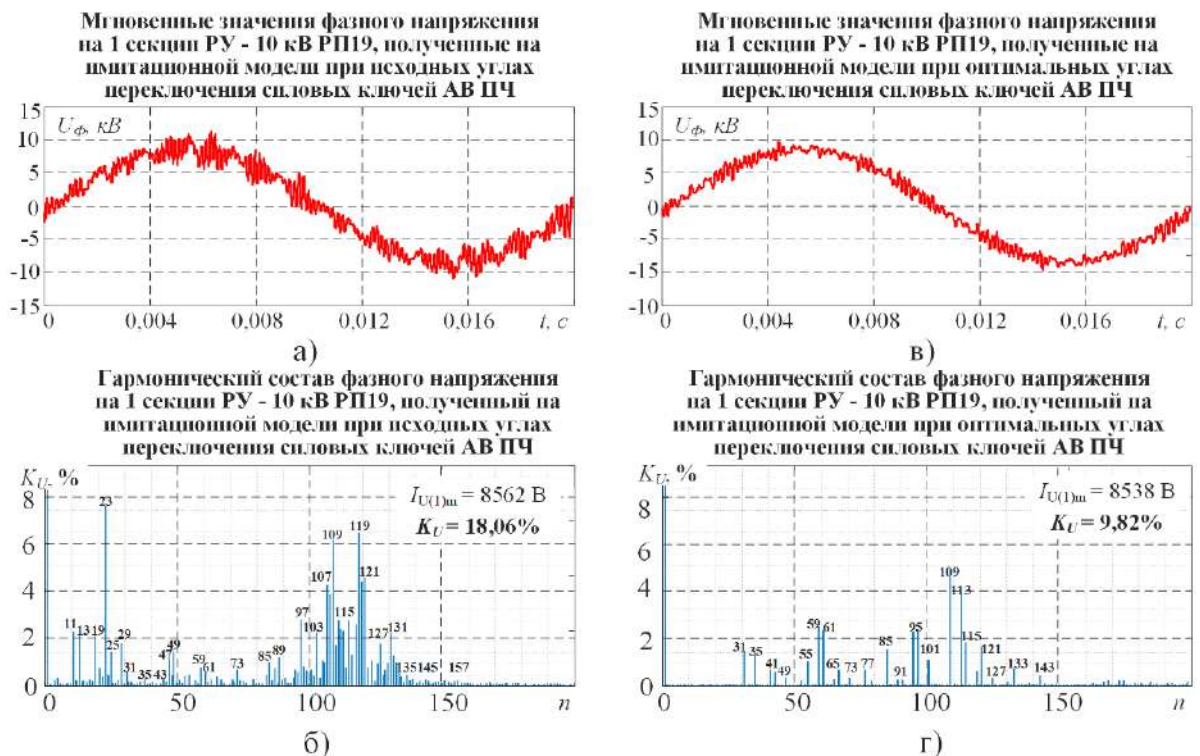 Мгновенные значения фазного напряжения
на 1 секции РУ - 10 кВ РП19, полученные на
имитационной модели при исходных углах
переключения силовых ключей АВ ПЧ
15
U_ф, кВ
10
5
0
-5
-10
-15
0
0,004
0,008
0,012
0,016
t, с
а)
Мгновенные значения фазного напряжения
на 1 секции РУ - 10 кВ РП19, полученные на
имитационной модели при оптимальных углах
переключения силовых ключей АВ ПЧ
15
U_ф, кВ
10
5
0
-5
-15
-10
0
0,004
0,008
0,012
0,016
t, с
в)
Гармонический состав фазного напряжения
на 1 секции РУ - 10 кВ РП19, полученный на
имитационной модели при исходных углах
переключения силовых ключей АВ ПЧ
K_U, %
I_U(1)m = 8562 В
K_U = 18,06%
8
6
4
2
0
11
13
19
23
25
29
31
35
43
47
49
59
61
73
85
89
97
103
107
109
115
119
121
127
131
135
145
157
0
50
100
150
n
б)
Гармонический состав фазного напряжения
на 1 секции РУ - 10 кВ РП19, полученный на
имитационной модели при оптимальных углах
переключения силовых ключей АВ ПЧ
K_U, %
I_U(1)m = 8538 В
K_U = 9,82%
8
6
4
2
0
31
35
41
49
55
59
61
65
73
77
85
91
95
101
109
113
115
121
127
133
143
0
50
100
150
n
г)